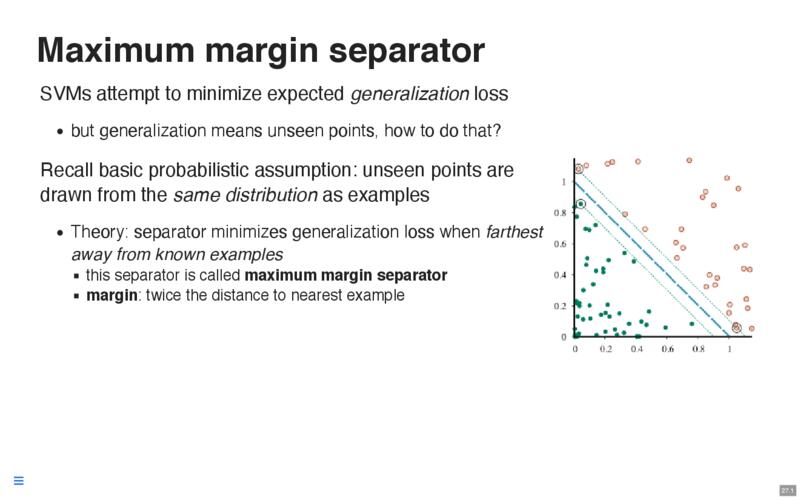 Maximum margin separator
SVMs attempt to minimize expected generalization loss
• but generalization means unseen points, how to do that?
Recall basic probabilistic assumption: unseen points are
drawn from the same distribution as examples
• Theory: separator minimizes generalization loss when farthest
away from known examples
▪ this separator is called maximum margin separator
▪ margin: twice the distance to nearest example
1
0.8
0.6
0.4
0.2
0
0 0.2 0.4 0.6 0.8 1
27.1